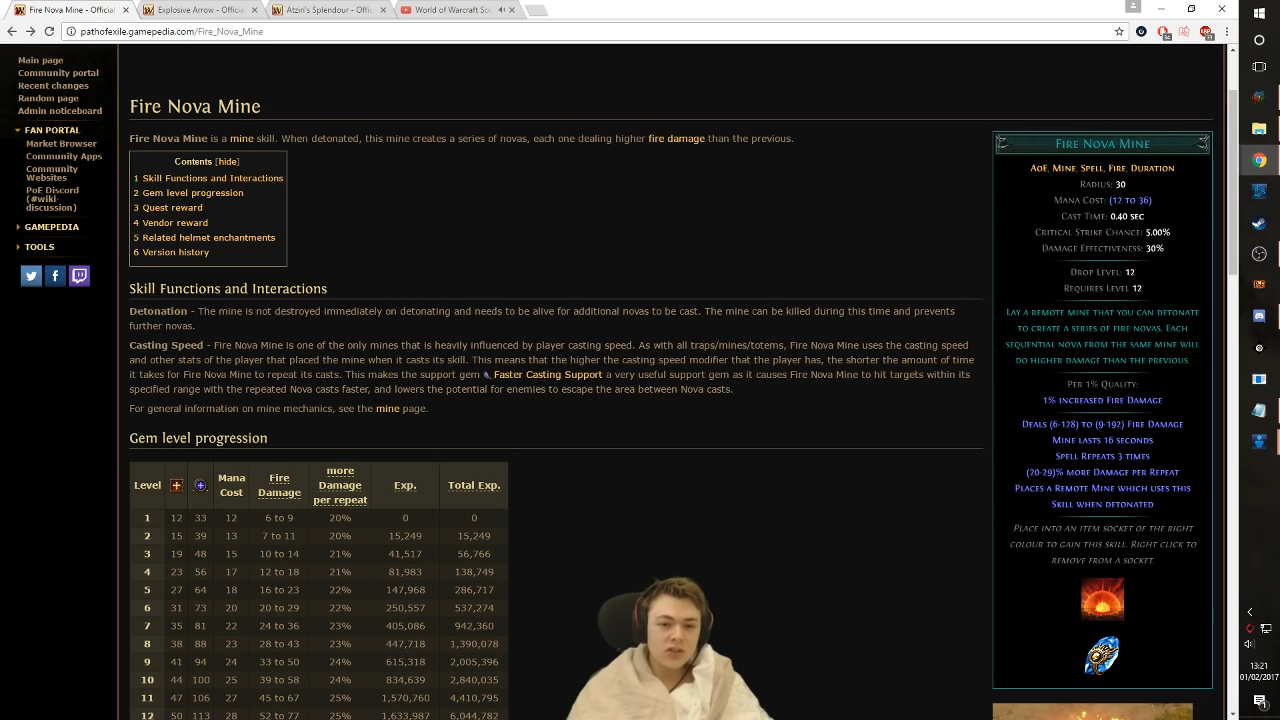 Fire Nova Mine - Official
Explosive Arrow - Officia
Atziri's Splendour - Offic
World of Warcraft So
pathofexile.gamepedia.com/Fire_Nova_Mine
Main page
Community portal
Recent changes
Random page
Admin noticeboard
FAN PORTAL
Market Browser
Community Apps
Community
Websites
PoE Discord
(#wiki-
discussion)
GAMEPEDIA
TOOLS
Fire Nova Mine
Fire Nova Mine is a mine skill. When detonated, this mine creates a series of novas, each one dealing higher fire damage than the previous.
Contents [hide]
1 Skill Functions and Interactions
2 Gem level progression
3 Quest reward
4 Vendor reward
5 Related helmet enchantments
6 Version history
Skill Functions and Interactions
Detonation - The mine is not destroyed immediately on detonating and needs to be alive for additional novas to be cast. The mine can be killed during this time and prevents
further novas.
Casting Speed - Fire Nova Mine is one of the only mines that is heavily influenced by player casting speed. As with all traps/mines/totems, Fire Nova Mine uses the casting speed
and other stats of the player that placed the mine when it casts its skill. This means that the higher the casting speed modifier that the player has, the shorter the amount of time
it takes for Fire Nova Mine to repeat its casts. This makes the support gem Faster Casting Support a very useful support gem as it causes Fire Nova Mine to hit targets within its
specified range with the repeated Nova casts faster, and lowers the potential for enemies to escape the area between Nova casts.
For general information on mine mechanics, see the mine page.
Gem level progression
Level Mana Cost Fire Damage more Damage per repeat Exp. Total Exp.
1 12 33 12 6 to 9 20% 0 0
2 15 39 13 7 to 11 20% 15,249 15,249
3 19 48 15 10 to 14 21% 41,517 56,766
4 23 56 17 12 to 18 21% 81,983 138,749
5 27 64 18 16 to 23 22% 147,968 286,717
6 31 73 20 20 to 29 22% 250,557 537,274
7 35 81 22 24 to 36 23% 405,086 942,360
8 38 88 23 28 to 43 23% 447,718 1,390,078
9 41 94 24 33 to 50 24% 615,318 2,005,396
10 44 100 25 39 to 58 24% 834,639 2,840,035
11 47 106 27 45 to 67 25% 1,570,760 4,410,795
12 50 113 28 52 to 77 25% 1,633,987 6,044,782
Fire Nova Mine
AoE, Mine, Spell, Fire, Duration
Radius: 30
Mana Cost: (12 to 36)
Cast Time: 0.40 sec
Critical Strike Chance: 5.00%
Damage Effectiveness: 30%
Drop Level: 12
Requires Level 12
Lay a remote mine that you can detonate
to create a series of fire novas. Each
sequential nova from the same mine will
do higher damage than the previous.
Per 1% Quality:
1% increased Fire Damage
Deals (6-128) to (9-192) Fire Damage
Mine lasts 16 seconds
Spell Repeats 3 times
(20-29)% more Damage per Repeat
Places a Remote Mine which uses this
Skill when detonated
Place into an item socket of the right
colour to gain this skill. Right click to
remove from a socket.
13:21
01/02/2017